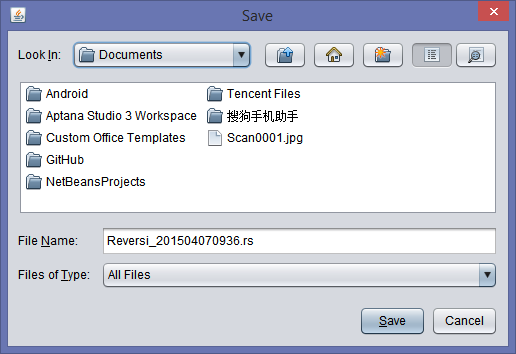 Save
Look In: Documents
Android
Aptana Studio 3 Workspace
Custom Office Templates
GitHub
NetBeansProjects
Tencent Files
搜狗手机助手
Scan0001.jpg
File Name: Reversi_201504070936.rs
Files of Type: All Files
Save Cancel